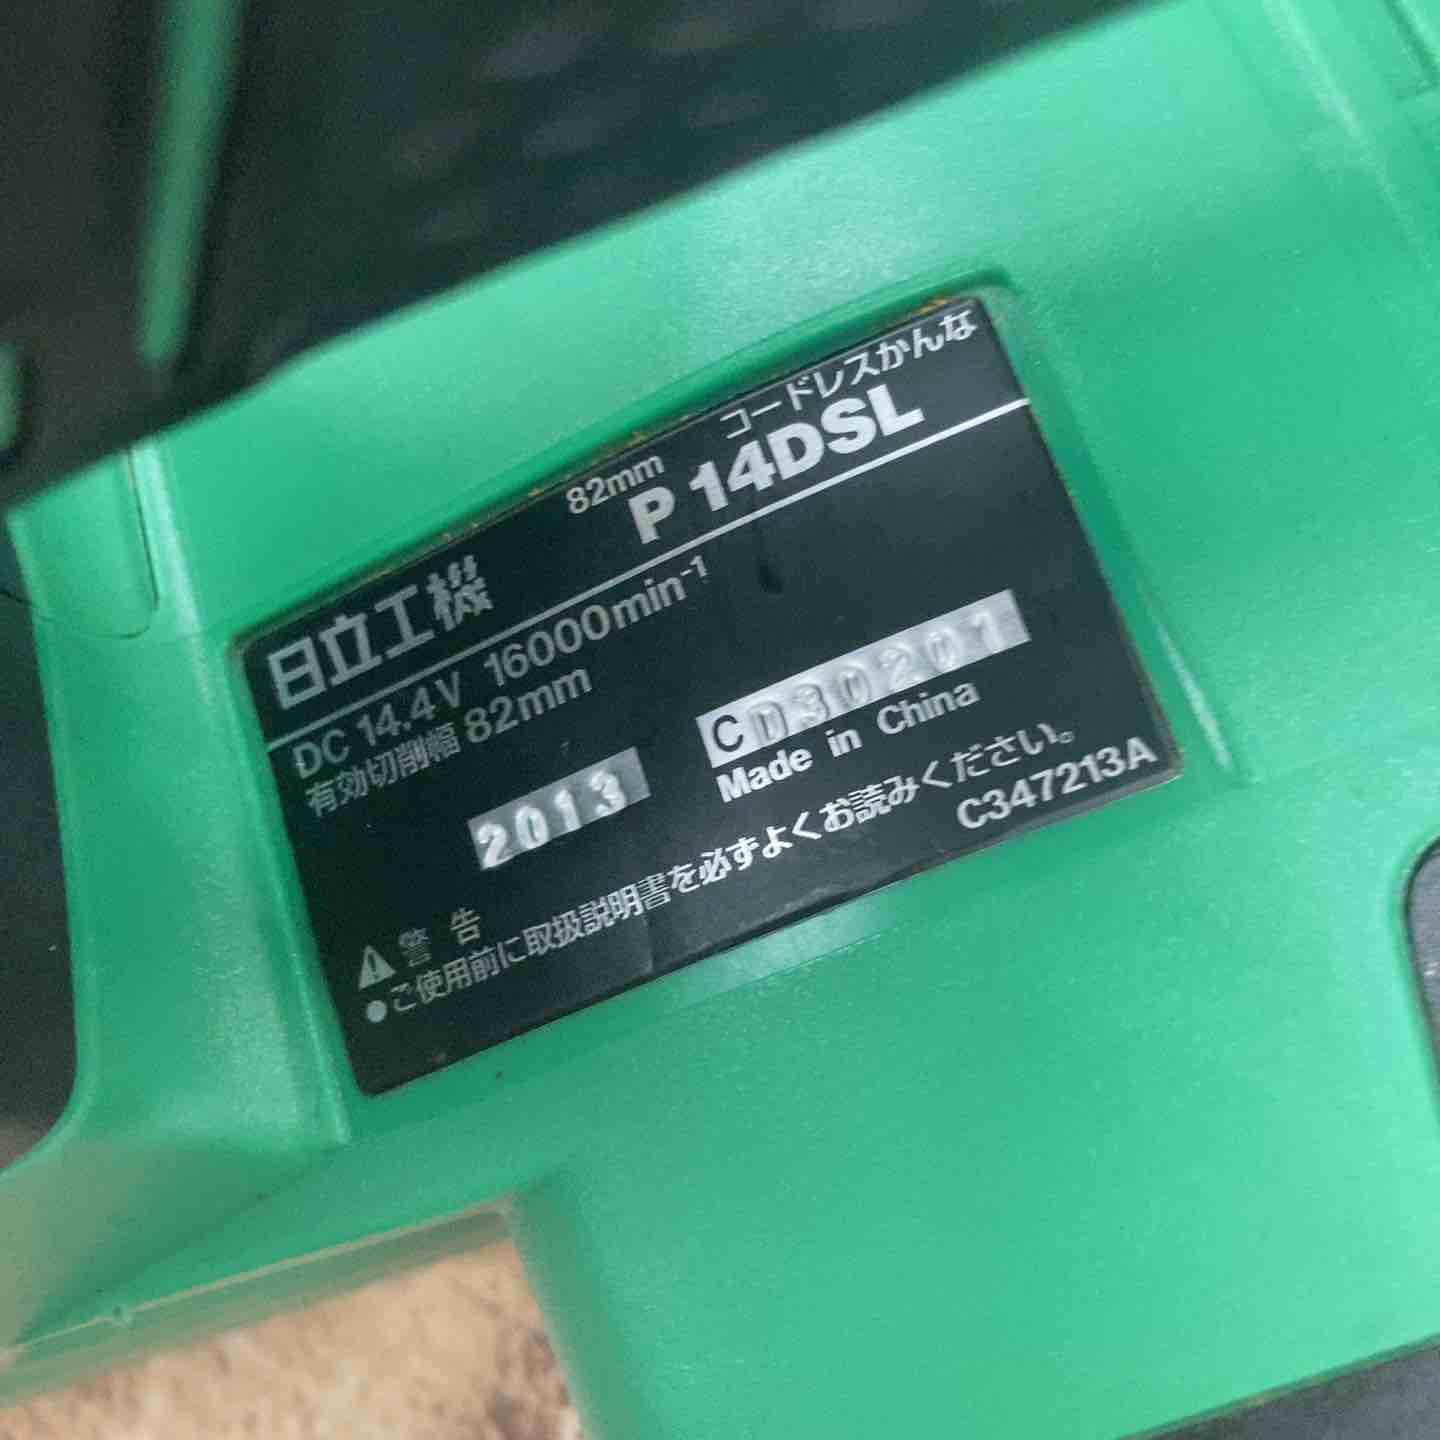 日立工機 82mm コードレスかんな P 14DSL
DC 14.4V 16000min⁻¹
有効切削幅 82mm
2013 CD30201
Made in China
⚠ 警告
●ご使用前に取扱説明書を必ずよくお読みください。
C347213A